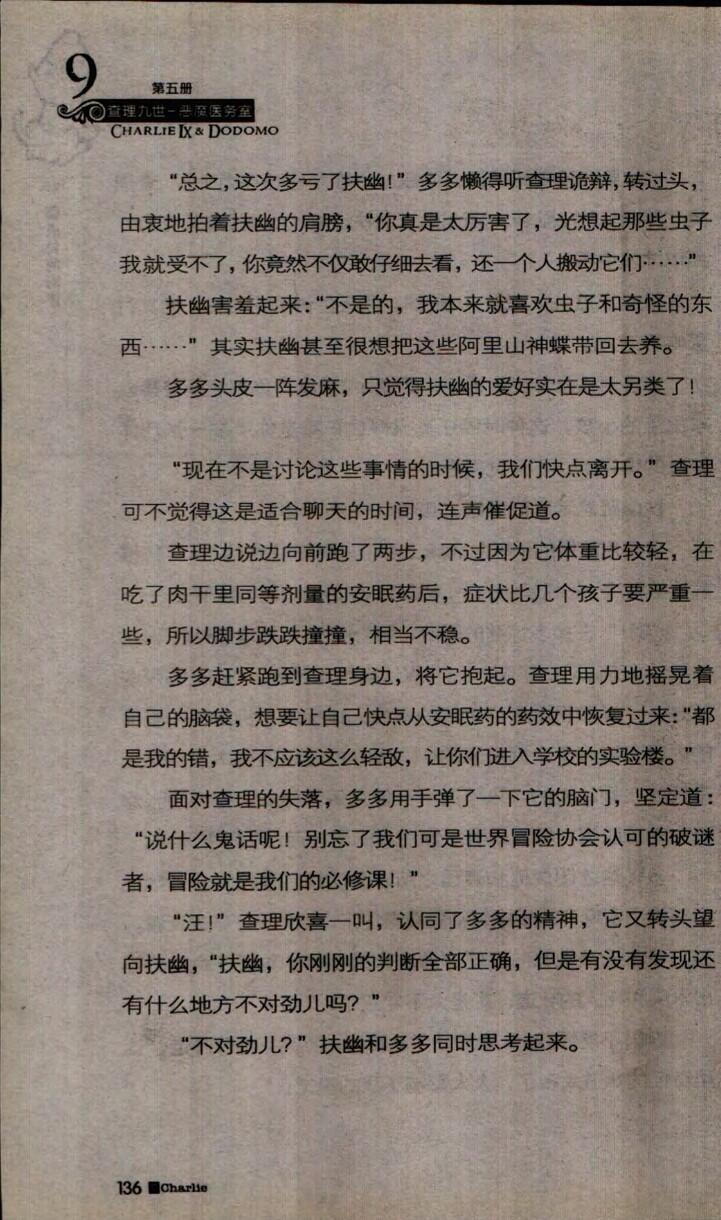 9
第五册
查理九世-恶灵医务室
CHARLIE IX & DODOMO
“总之，这次多亏了扶幽！”多多懒得听查理诡辩，转过头，
由衷地拍着扶幽的肩膀，“你真是太厉害了，光想起那些虫子
我就受不了，你竟然不仅敢仔细去看，还一个人搬动它们……”
扶幽害羞起来：“不是的，我本来就喜欢虫子和奇怪的东
西……”其实扶幽甚至很想把这些阿里山神蝶带回去养。
多多头皮一阵发麻，只觉得扶幽的爱好实在是太另类了！
“现在不是讨论这些事情的时候，我们快点离开。”查理
可不觉得这是适合聊天的时间，连声催促道。
查理边说边向前跑了两步，不过因为它体重比较轻，在
吃了肉干里同等剂量的安眠药后，症状比几个孩子要严重一
些，所以脚步跌跌撞撞，相当不稳。
多多赶紧跑到查理身边，将它抱起。查理用力地摇晃着
自己的脑袋，想要让自己快点从安眠药的药效中恢复过来：“都
是我的错，我不应该这么轻敌，让你们进入学校的实验楼。”
面对查理的失落，多多用手弹了一下它的脑门，坚定道：
“说什么鬼话呢！别忘了我们可是世界冒险协会认可的破谜
者，冒险就是我们的必修课！”
“汪！”查理欣喜一叫，认同了多多的精神，它又转头望
向扶幽，“扶幽，你刚刚的判断全部正确，但是有没有发现还
有什么地方不对劲儿吗？”
“不对劲儿？”扶幽和多多同时思考起来。
136 ■Charlie